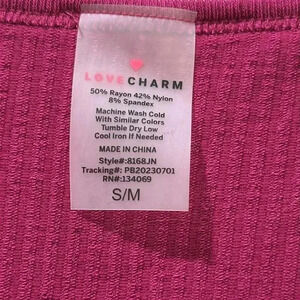 LOVECHARM
50% Rayon 42% Nylon
8% Spandex
Machine Wash Cold
With Similar Colors
Tumble Dry Low
Cool Iron If Needed
MADE IN CHINA
Style#:8168JN
Tracking#: PB20230701
RN#:134069
S/M